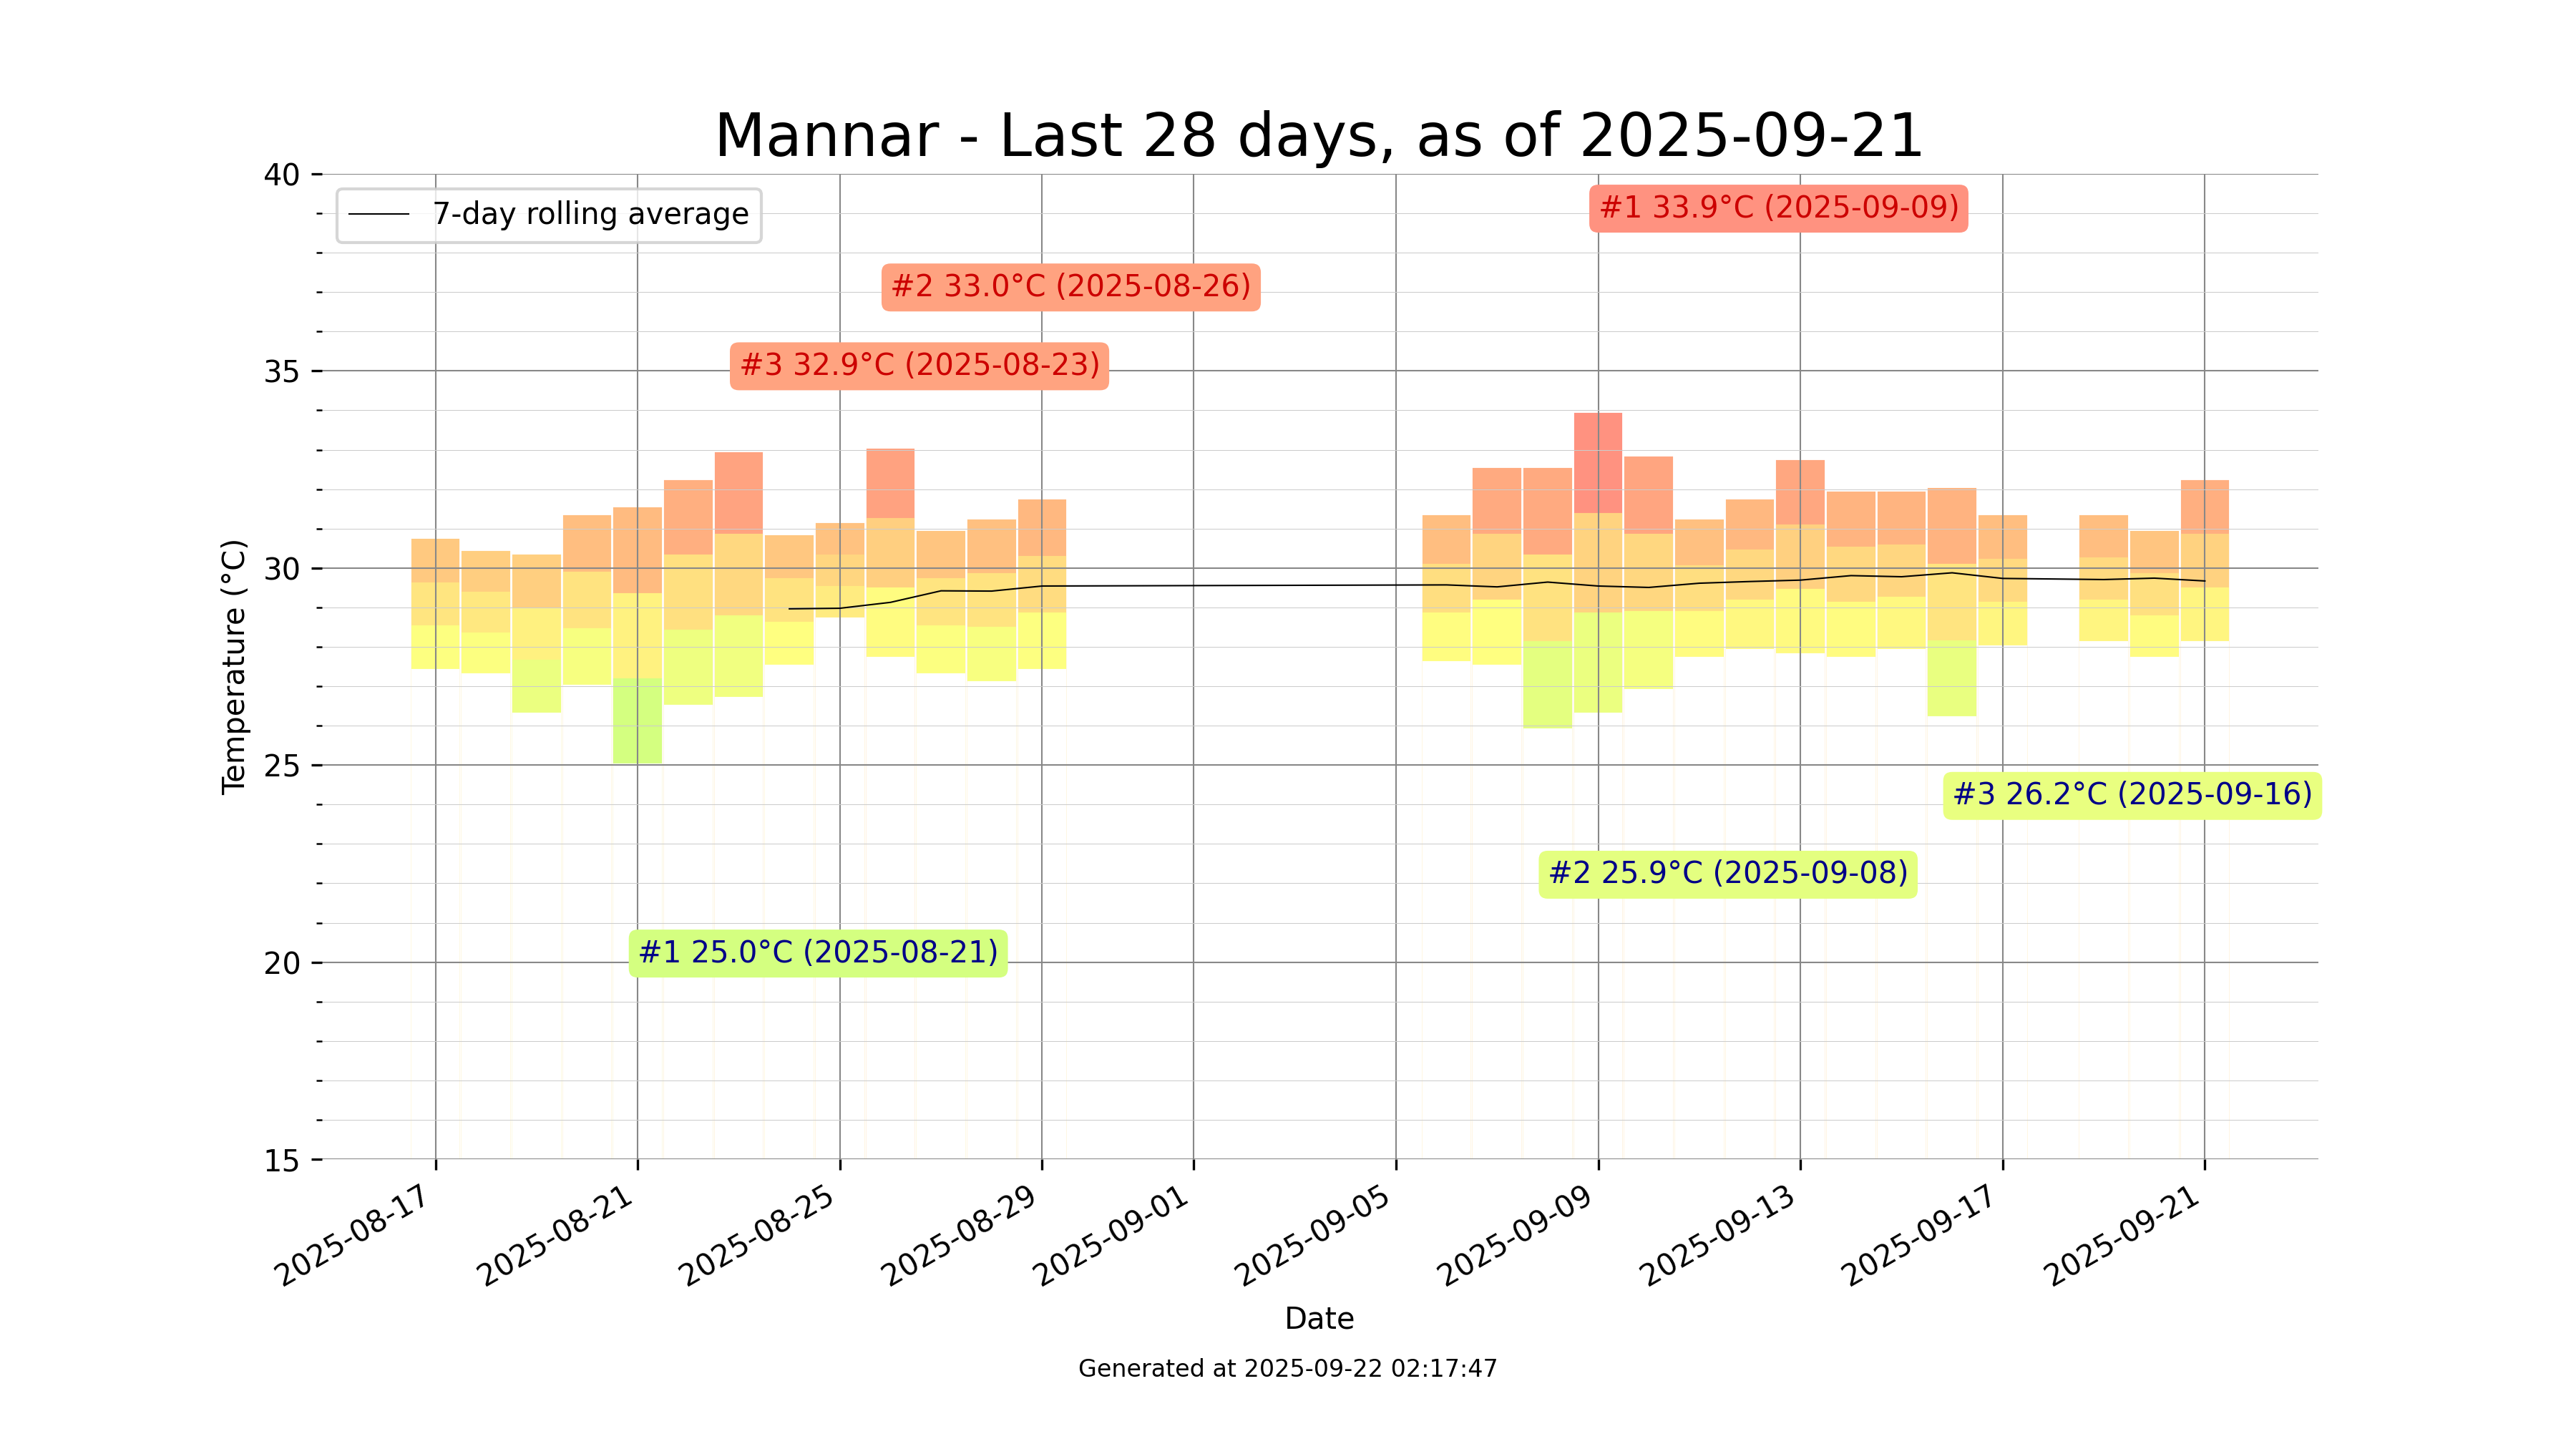 Mannar - Last 28 days, as of 2025-09-21
40
7-day rolling average
#1 33.9°C (2025-09-09)
#2 33.0°C (2025-08-26)
#3 32.9°C (2025-08-23)
35
30
Temperature (°C)
25
#3 26.2°C (2025-09-16)
#2 25.9°C (2025-09-08)
#1 25.0°C (2025-08-21)
20
15
2025-08-17
2025-08-21
2025-08-25
2025-08-29
2025-09-01
2025-09-05
2025-09-09
2025-09-13
2025-09-17
2025-09-21
Date
Generated at 2025-09-22 02:17:47